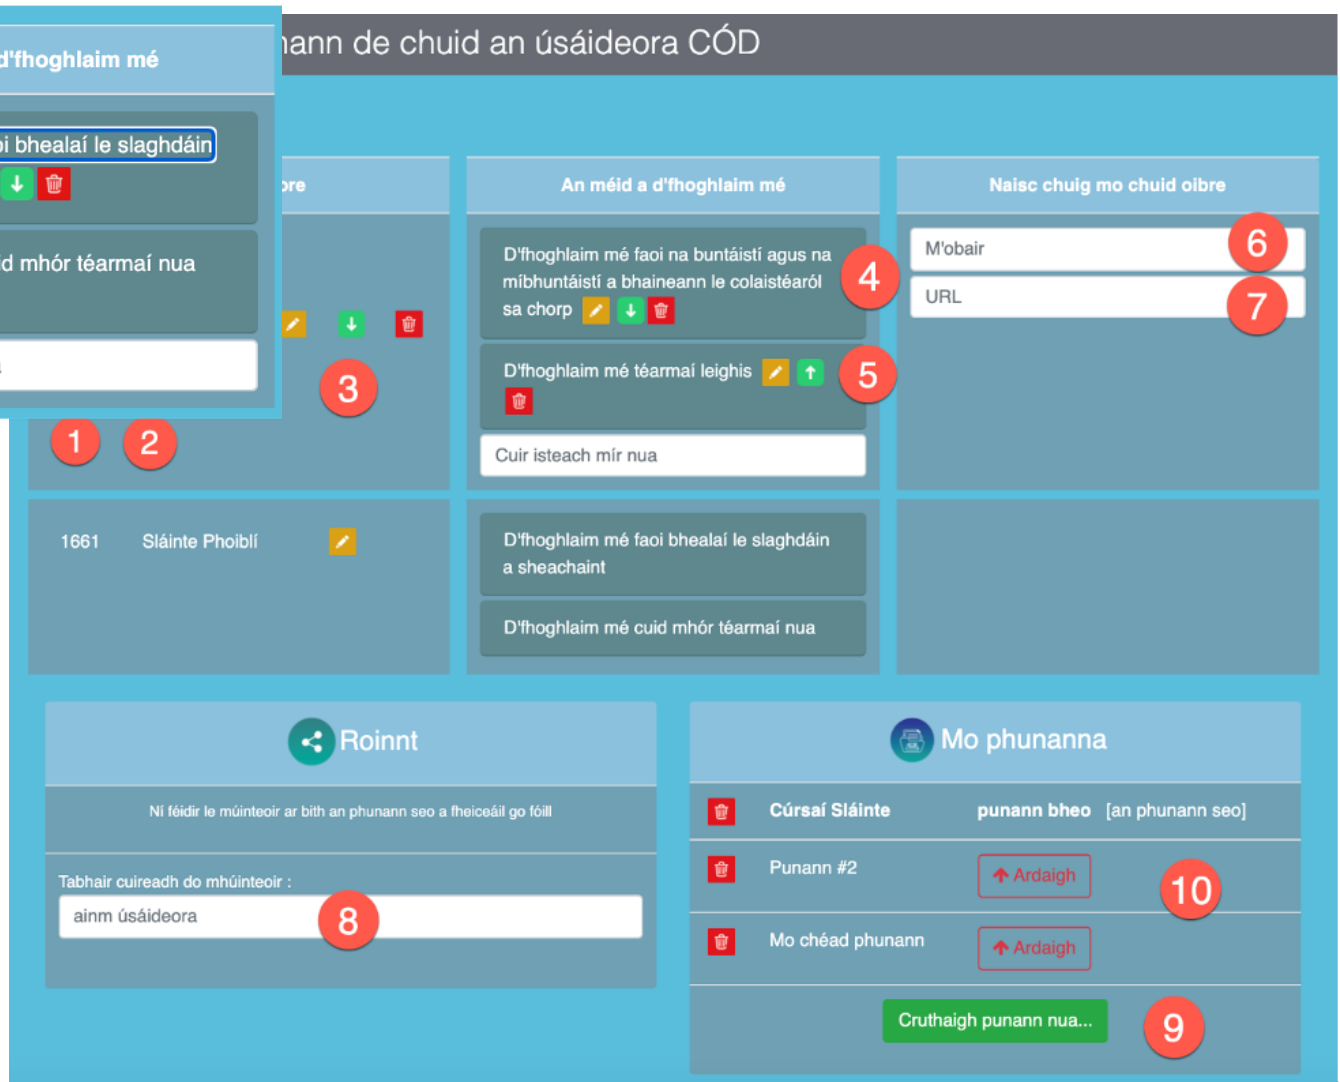 d'fhoghlaim mé
bhealaí le slaghdáin
mhór téarmaí nua
de chuid an úsáideora CÓD
An méid a d'fhoghlaim mé
Naisc chuig mo chuid oibre
D'fhoghlaim mé faoi na buntáistí agus na
míbhuntáistí a bhaineann le colaistéaról
sa chorp
4
D'fhoghlaim mé téarmaí leighis
5
Cuir isteach mír nua
M'obair
6
URL
7
3
1
2
1661 Sláinte Phoiblí
D'fhoghlaim mé faoi bhealaí le slaghdáin
a sheachaint
D'fhoghlaim mé cuid mhór téarmaí nua
Roinnt
Ní féidir le múinteoir ar bith an phunann seo a fheiceáil go fóill
Tabhair cuireadh do mhúinteoir :
ainm úsáideora
8
Mo phunanna
Cúrsaí Sláinte punann bheo [an phunann seo]
Punann #2 Ardaigh
10
Mo chéad phunann Ardaigh
Cruthaigh punann nua...
9